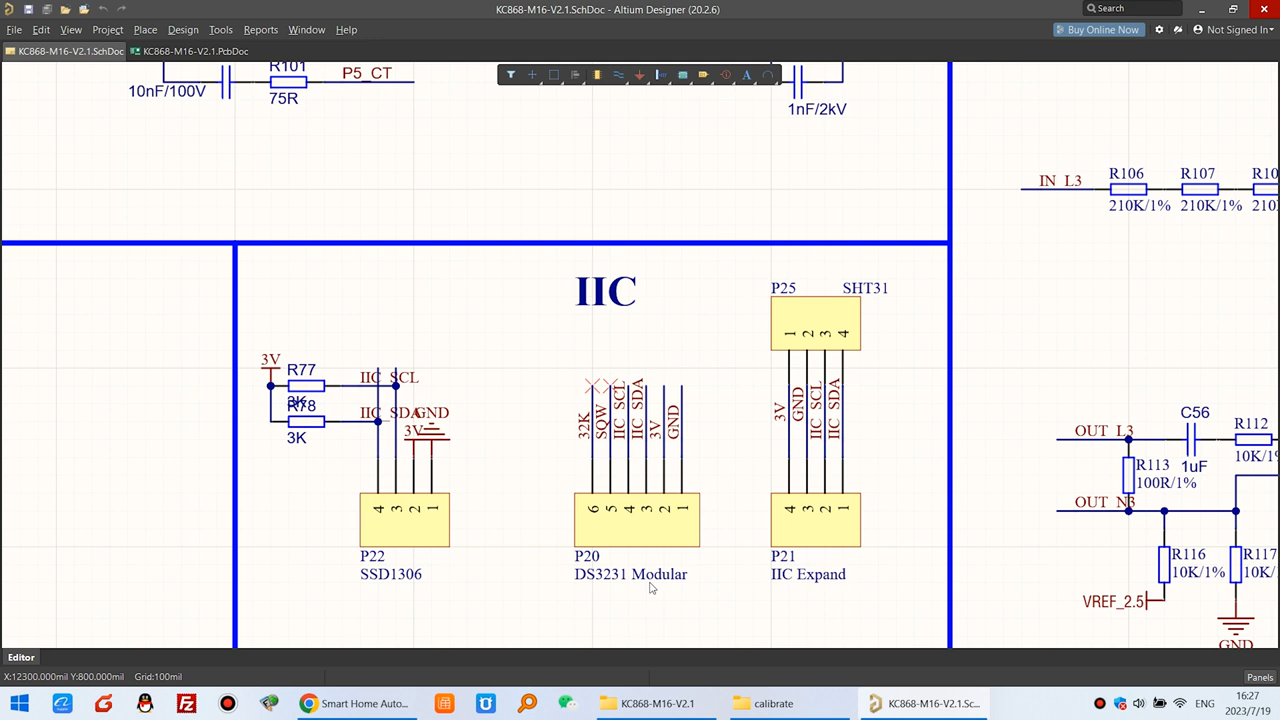 KC868-M16-V2.1.SchDoc - Altium Designer (20.2.6)
Search
File Edit View Project Place Design Tools Reports Window Help
Buy Online Now
Not Signed In
KC868-M16-V2.1.SchDoc
KC868-M16-V2.1.PcbDoc
R101
P5_CT
10nF/100V
75R
1nF/2kV
IN_L3
R106
R107
R10
210K/1%
210K/1%
210
IIC
P25
SHT31
1 2 3 4
3V
R77
IIC_SCL
3K
R78
IIC_SDA
GND
3V
3K
32K
SQW
IIC_SCL
IIC_SDA
3V
GND
3V
GND
IIC_SCL
IIC_SDA
4 3 2 1
6 5 4 3 2 1
4 3 2 1
P22
SSD1306
P20
DS3231 Modular
P21
IIC Expand
C56
R112
OUT_L3
1uF
10K/1%
R113
100R/1%
OUT_N3
R116
10K/1%
R117
10K/
VREF_2.5
GND
Editor
X:12300.000mil Y:800.000mil Grid:100mil
Panels
Smart Home Auto...
KC868-M16-V2.1
calibrate
KC868-M16-V2.1.Sc...
ENG
16:27
2023/7/19